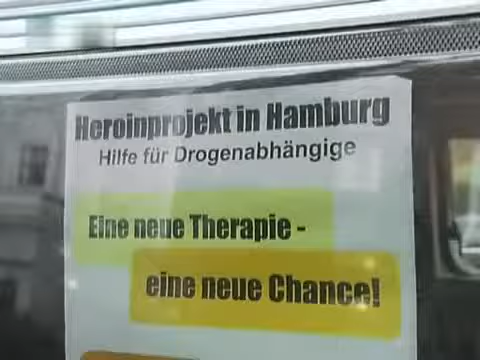 Heroinprojekt in Hamburg
Hilfe für Drogenabhängige
Eine neue Therapie -
eine neue Chance!